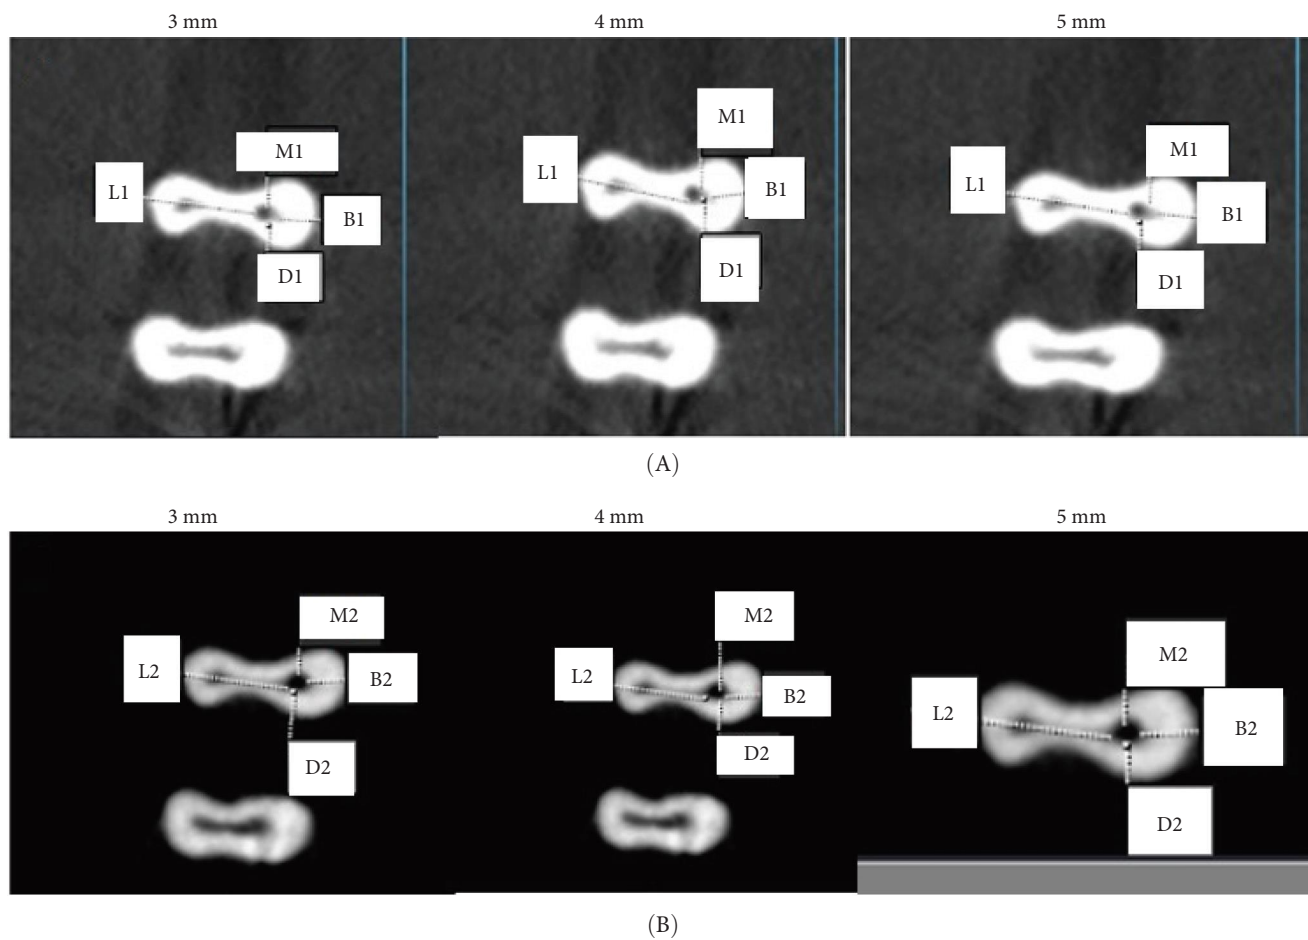 3 mm 4 mm 5 mm
M1 M1 M1
L1 B1 L1 B1 L1 B1
D1 D1 D1
(A)
3 mm 4 mm 5 mm
M2 M2 M2
L2 B2 L2 B2 L2 B2
D2 D2 D2
(B)